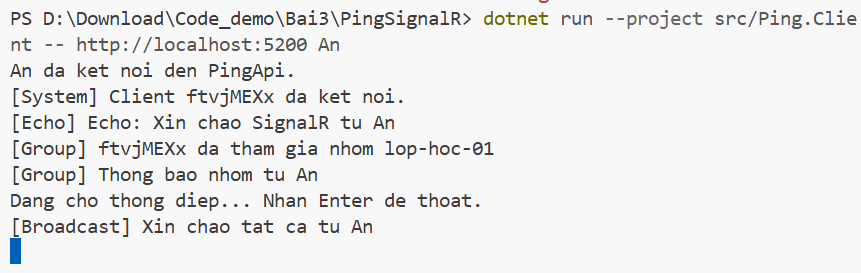 PS D:\Download\Code_demo\Bai3\PingSignalR> dotnet run --project src/Ping.Clie
nt -- http://localhost:5200 An
An da ket noi den PingApi.
[System] Client ftvjMEXx da ket noi.
[Echo] Echo: Xin chao SignalR tu An
[Group] ftvjMEXx da tham gia nhom lop-hoc-01
[Group] Thong bao nhom tu An
Dang cho thong diep... Nhan Enter de thoat.
[Broadcast] Xin chao tat ca tu An